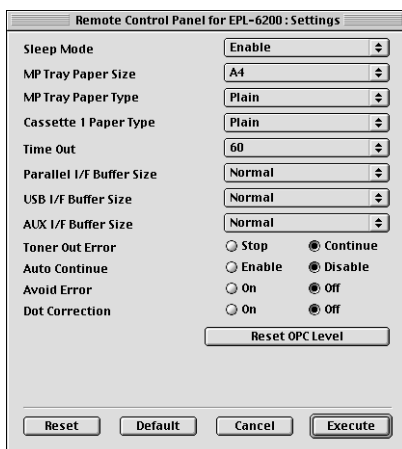 Remote Control Panel for EPL-6200 : Settings
Sleep Mode Enable
MP Tray Paper Size A4
MP Tray Paper Type Plain
Cassette 1 Paper Type Plain
Time Out 60
Parallel I/F Buffer Size Normal
USB I/F Buffer Size Normal
AUX I/F Buffer Size Normal
Toner Out Error Stop Continue
Auto Continue Enable Disable
Avoid Error On Off
Dot Correction On Off
Reset OPC Level
Reset Default Cancel Execute